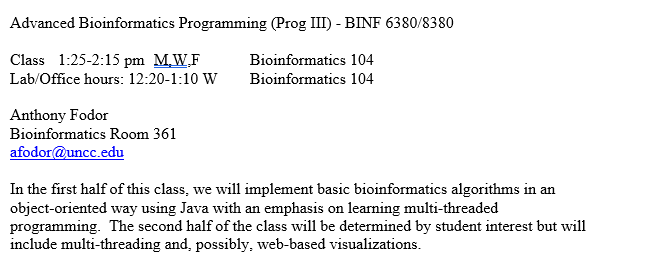 Advanced Bioinformatics Programming (Prog III) - BINF 6380/8380
Class 1:25-2:15 pm M,W,F Bioinformatics 104
Lab/Office hours: 12:20-1:10 W Bioinformatics 104
Anthony Fodor
Bioinformatics Room 361
afodor@uncc.edu
In the first half of this class, we will implement basic bioinformatics algorithms in an
object-oriented way using Java with an emphasis on learning multi-threaded
programming. The second half of the class will be determined by student interest but will
include multi-threading and, possibly, web-based visualizations.